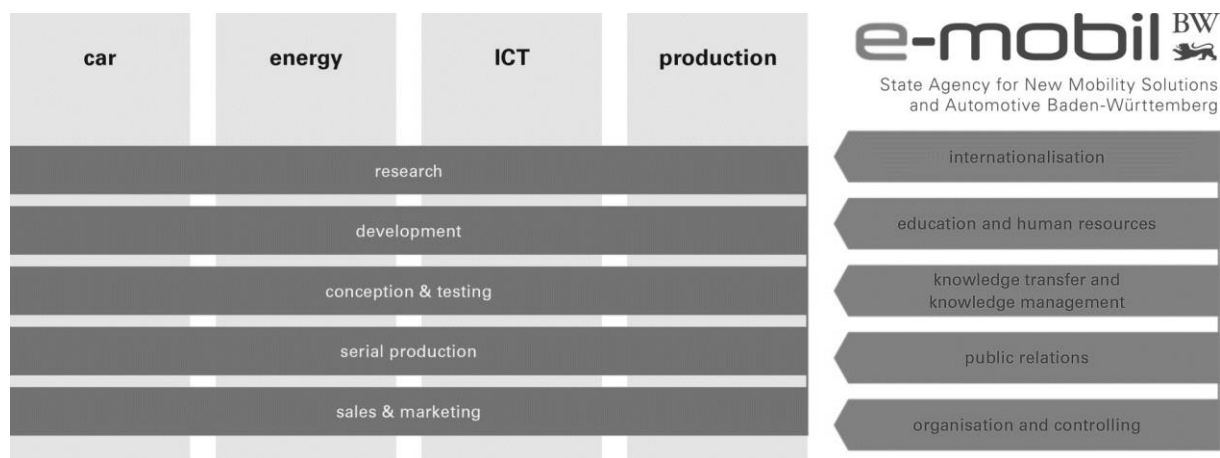 car
energy
ICT
production
research
development
conception & testing
serial production
sales & marketing
e-mobil BW
State Agency for New Mobility Solutions
and Automotive Baden-Württemberg
internationalisation
education and human resources
knowledge transfer and
knowledge management
public relations
organisation and controlling